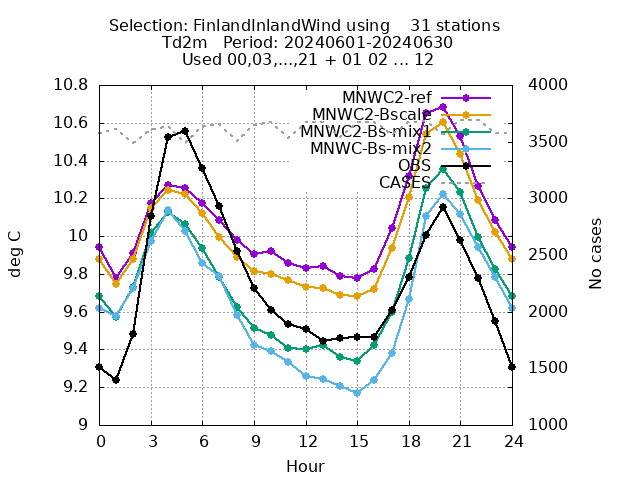 Selection: FinlandInlandWind using    31 stations
Td2m   Period: 20240601-20240630
Used 00,03,...,21 + 01 02 ... 12
deg C
10.8
10.6
10.4
10.2
10
9.8
9.6
9.4
9.2
9
MNWC2-ref
MNWC2-Bscale
MNWC2-Bs-mix1
MNWC-Bs-mix2
OBS
CASES
4000
3500
3000
2500
2000
1500
1000
No cases
0 3 6 9 12 15 18 21 24
Hour